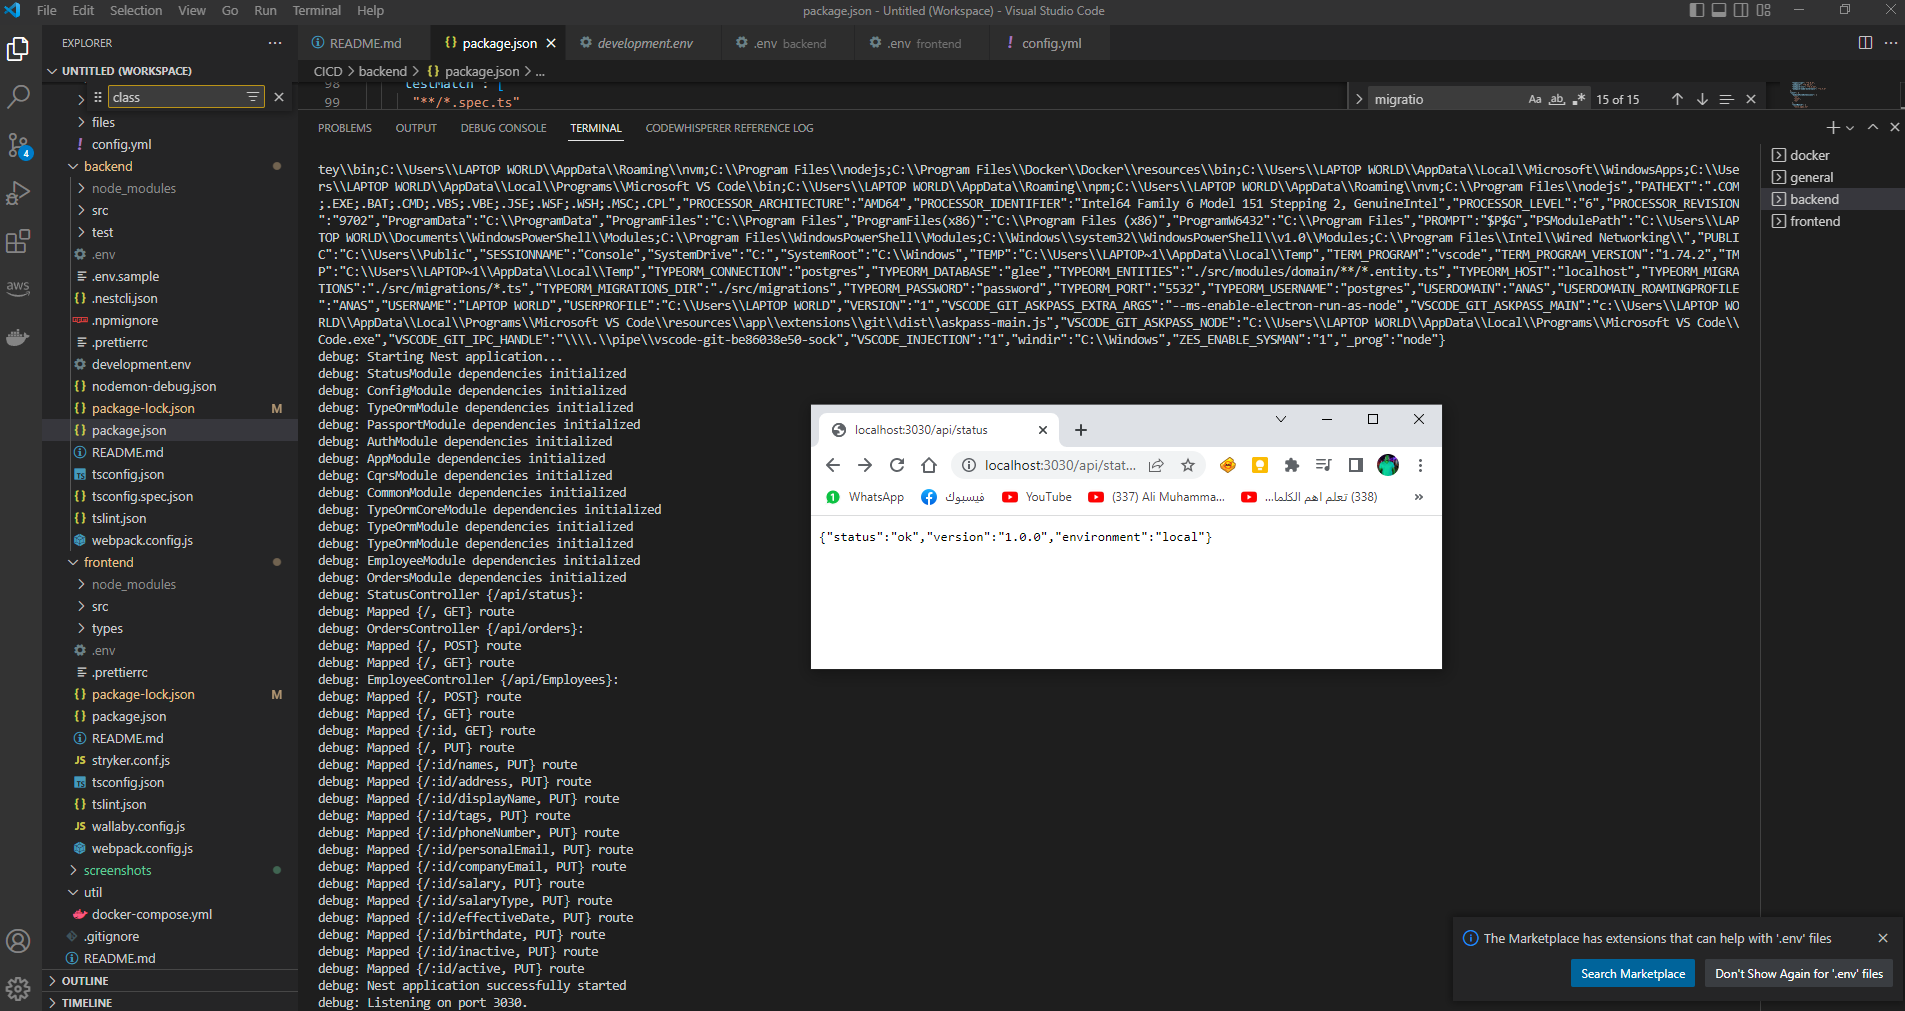 File Edit Selection View Go Run Terminal Help
package.json - Untitled (Workspace) - Visual Studio Code
EXPLORER
UNTITLED (WORKSPACE)
class
files
config.yml
backend
node_modules
src
test
.env
.env.sample
.nestcli.json
.npmignore
.prettierrc
development.env
nodemon-debug.json
package-lock.json M
package.json
README.md
tsconfig.json
tsconfig.spec.json
tslint.json
webpack.config.js
frontend
node_modules
src
types
.env
.prettierrc
package-lock.json M
package.json
README.md
stryker.conf.js
tsconfig.json
tslint.json
wallaby.config.js
webpack.config.js
screenshots
util
docker-compose.yml
.gitignore
README.md
OUTLINE
TIMELINE
4
aws
README.md package.json development.env .env backend .env frontend config.yml
CICD > backend > package.json > ...
98 testMatch": [
99 "**/*.spec.ts"
migratio Aa ab 15 of 15
PROBLEMS OUTPUT DEBUG CONSOLE TERMINAL CODEWHISPERER REFERENCE LOG
docker
general
backend
frontend
tey\\bin;C:\\Users\\LAPTOP WORLD\\AppData\\Roaming\\nvm;C:\\Program Files\\nodejs;C:\\Program Files\\Docker\\Docker\\resources\\bin;C:\\Users\\LAPTOP WORLD\\AppData\\Local\\Microsoft\\WindowsApps;C:\\Use
rs\\LAPTOP WORLD\\AppData\\Local\\Programs\\Microsoft VS Code\\bin;C:\\Users\\LAPTOP WORLD\\AppData\\Roaming\\npm;C:\\Users\\LAPTOP WORLD\\AppData\\Roaming\\nvm;C:\\Program Files\\nodejs","PATHEXT":".COM
;.EXE;.BAT;.CMD;.VBS;.VBE;.JSE;.WSF;.WSH;.MSC;.CPL","PROCESSOR_ARCHITECTURE":"AMD64","PROCESSOR_IDENTIFIER":"Intel64 Family 6 Model 151 Stepping 2, GenuineIntel","PROCESSOR_LEVEL":"6","PROCESSOR_REVISION
":"9702","ProgramData":"C:\\ProgramData","ProgramFiles":"C:\\Program Files","ProgramFiles(x86)":"C:\\Program Files (x86)","ProgramW6432":"C:\\Program Files","PROMPT":"$P$G","PSModulePath":"C:\\Users\\LAP
TOP WORLD\\Documents\\WindowsPowerShell\\Modules;C:\\Program Files\\WindowsPowerShell\\Modules;C:\\Windows\\system32\\WindowsPowerShell\\v1.0\\Modules;C:\\Program Files\\Intel\\Wired Networking\\","PUBLI
C":"C:\\Users\\Public","SESSIONNAME":"Console","SystemDrive":"C:","SystemRoot":"C:\\Windows","TEMP":"C:\\Users\\LAPTOP~1\\AppData\\Local\\Temp","TERM_PROGRAM":"vscode","TERM_PROGRAM_VERSION":"1.74.2","TM
P":"C:\\Users\\LAPTOP~1\\AppData\\Local\\Temp","TYPEORM_CONNECTION":"postgres","TYPEORM_DATABASE":"glee","TYPEORM_ENTITIES":"./src/modules/domain/**/*.entity.ts","TYPEORM_HOST":"localhost","TYPEORM_MIGRA
TIONS":"./src/migrations/*.ts","TYPEORM_MIGRATIONS_DIR":"./src/migrations","TYPEORM_PASSWORD":"password","TYPEORM_PORT":"5532","TYPEORM_USERNAME":"postgres","USERDOMAIN":"ANAS","USERDOMAIN_ROAMINGPROFILE
":"ANAS","USERNAME":"LAPTOP WORLD","USERPROFILE":"C:\\Users\\LAPTOP WORLD","VERSION":"1","VSCODE_GIT_ASKPASS_EXTRA_ARGS":"--ms-enable-electron-run-as-node","VSCODE_GIT_ASKPASS_MAIN":"c:\\Users\\LAPTOP WO
RLD\\AppData\\Local\\Programs\\Microsoft VS Code\\resources\\app\\extensions\\git\\dist\\askpass-main.js","VSCODE_GIT_ASKPASS_NODE":"C:\\Users\\LAPTOP WORLD\\AppData\\Local\\Programs\\Microsoft VS Code\\
Code.exe","VSCODE_GIT_IPC_HANDLE":"\\\\.\\pipe\\vscode-git-be86038e50-sock","VSCODE_INJECTION":"1","windir":"C:\\Windows","ZES_ENABLE_SYSMAN":"1","_prog":"node"}
debug: Starting Nest application...
debug: StatusModule dependencies initialized
debug: ConfigModule dependencies initialized
debug: TypeOrmModule dependencies initialized
debug: PassportModule dependencies initialized
debug: AuthModule dependencies initialized
debug: AppModule dependencies initialized
debug: CqrsModule dependencies initialized
debug: CommonModule dependencies initialized
debug: TypeOrmCoreModule dependencies initialized
debug: TypeOrmModule dependencies initialized
debug: TypeOrmModule dependencies initialized
debug: EmployeeModule dependencies initialized
debug: OrdersModule dependencies initialized
debug: StatusController {/api/status}:
debug: Mapped {/, GET} route
debug: OrdersController {/api/orders}:
debug: Mapped {/, POST} route
debug: Mapped {/, GET} route
debug: EmployeeController {/api/Employees}:
debug: Mapped {/, POST} route
debug: Mapped {/, GET} route
debug: Mapped {/:id, GET} route
debug: Mapped {/, PUT} route
debug: Mapped {/:id/names, PUT} route
debug: Mapped {/:id/address, PUT} route
debug: Mapped {/:id/displayName, PUT} route
debug: Mapped {/:id/tags, PUT} route
debug: Mapped {/:id/phoneNumber, PUT} route
debug: Mapped {/:id/personalEmail, PUT} route
debug: Mapped {/:id/companyEmail, PUT} route
debug: Mapped {/:id/salary, PUT} route
debug: Mapped {/:id/salaryType, PUT} route
debug: Mapped {/:id/effectiveDate, PUT} route
debug: Mapped {/:id/birthdate, PUT} route
debug: Mapped {/:id/inactive, PUT} route
debug: Mapped {/:id/active, PUT} route
debug: Nest application successfully started
debug: Listening on port 3030.
localhost:3030/api/status
localhost:3030/api/stat...
WhatsApp فيسبوك YouTube (337) Ali Muhamma... (338) تعلم اهم الكلما...
{"status":"ok","version":"1.0.0","environment":"local"}
The Marketplace has extensions that can help with '.env' files
Search Marketplace Don't Show Again for '.env' files